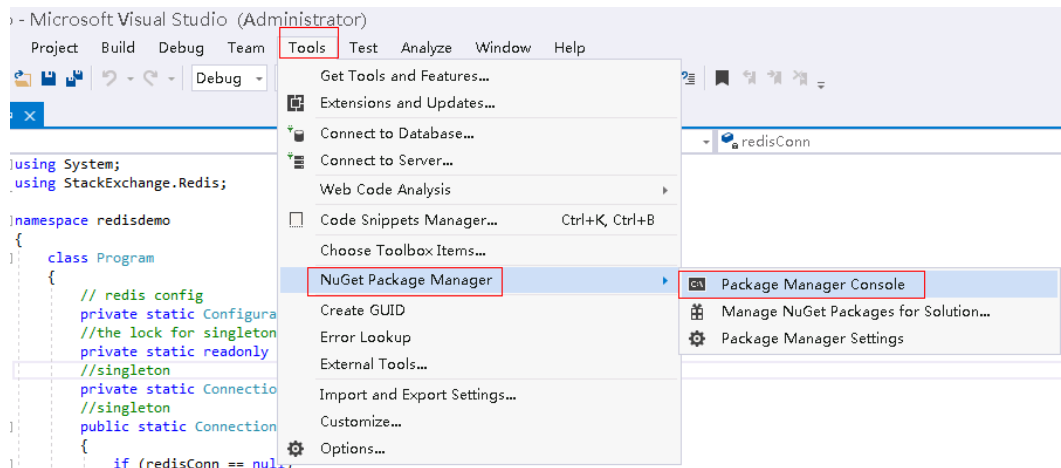 - Microsoft Visual Studio (Administrator)
Project Build Debug Team Tools Test Analyze Window Help
Debug
Get Tools and Features...
Extensions and Updates...
Connect to Database...
Connect to Server...
Web Code Analysis
Code Snippets Manager... Ctrl+K, Ctrl+B
Choose Toolbox Items...
NuGet Package Manager
Create GUID
Error Lookup
External Tools...
Import and Export Settings...
Customize...
Options...
Package Manager Console
Manage NuGet Packages for Solution...
Package Manager Settings
redisConn
using System;
using StackExchange.Redis;
namespace redisdemo
{
class Program
{
// redis config
private static Configura
//the lock for singleton
private static readonly
//singleton
private static Connectio
//singleton
public static Connection
{
if (redisConn == null)